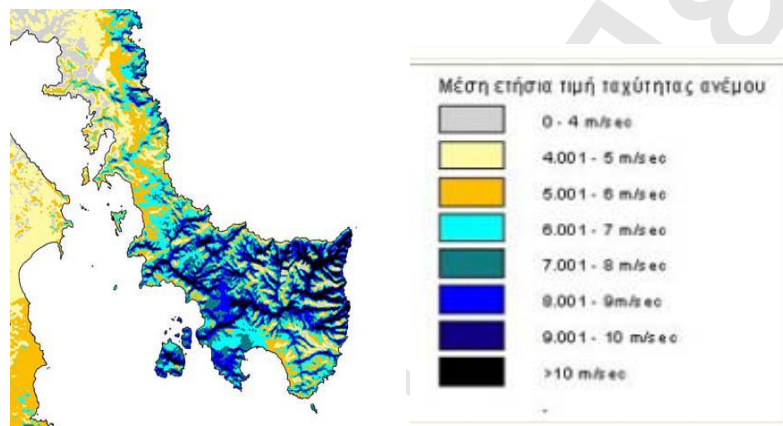 Μέση ετήσια τιμή ταχύτητας ανέμου
0 - 4 m/sec
4.001 - 5 m/sec
5.001 - 6 m/sec
6.001 - 7 m/sec
7.001 - 8 m/sec
8.001 - 9m/sec
9.001 - 10 m/sec
>10 m/sec
-